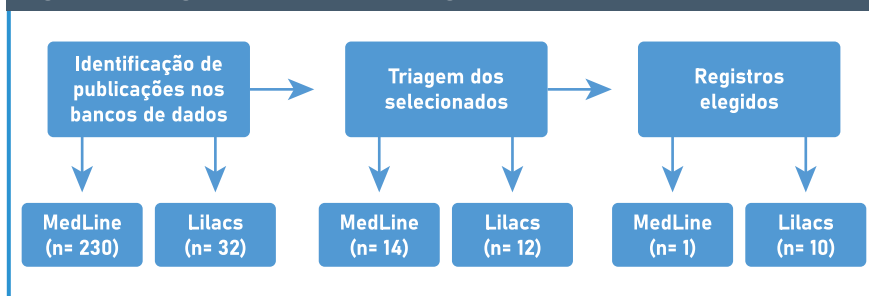 Identificação de
publicações nos
bancos de dados
Triagem dos
selecionados
Registros
elegidos
MedLine
(n= 230)
Lilacs
(n= 32)
MedLine
(n= 14)
Lilacs
(n= 12)
MedLine
(n= 1)
Lilacs
(n= 10)